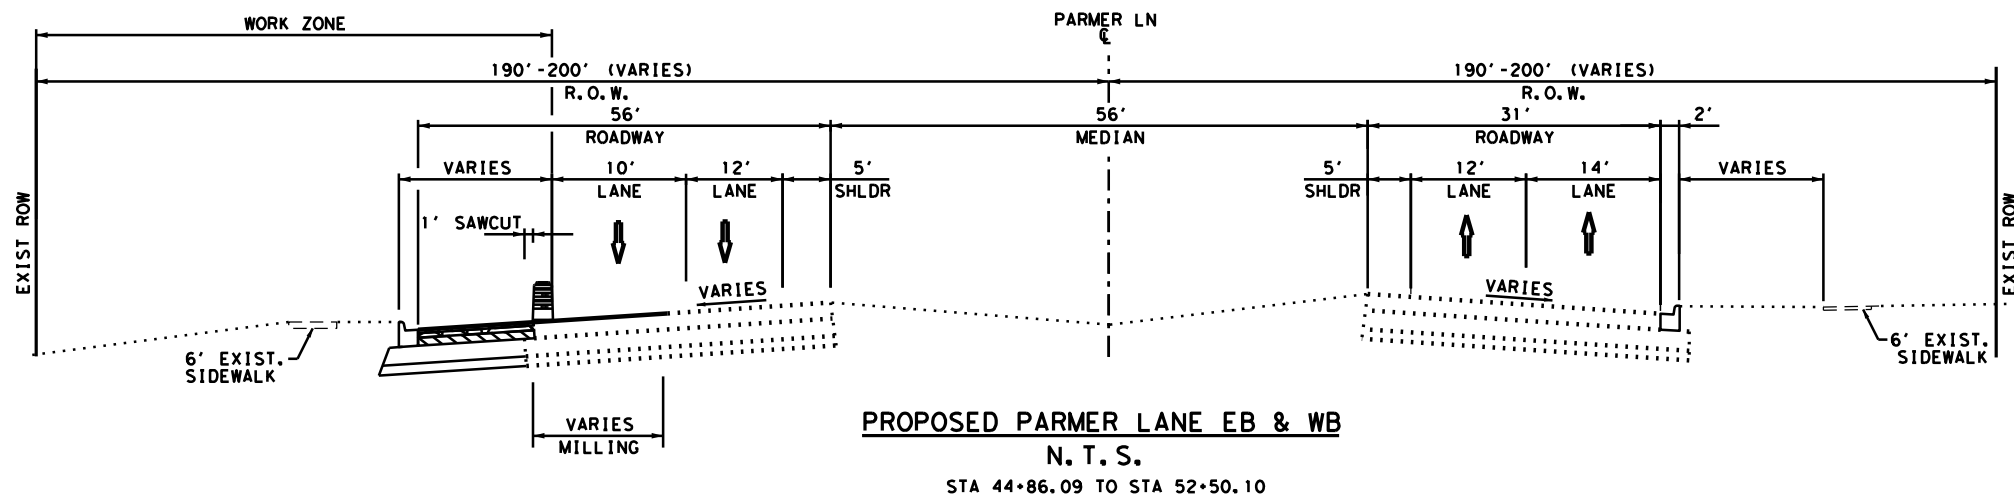 WORK ZONE
PARMER LN
℄
190'-200' (VARIES)
R.O.W.
190'-200' (VARIES)
R.O.W.
56'
ROADWAY
56'
MEDIAN
31'
ROADWAY
2'
VARIES
10'
LANE
12'
LANE
5'
SHLDR
5'
SHLDR
12'
LANE
14'
LANE
VARIES
1' SAWCUT
EXIST ROW
EXIST ROW
VARIES
VARIES
6' EXIST.
SIDEWALK
6' EXIST.
SIDEWALK
VARIES
MILLING
PROPOSED PARMER LANE EB & WB
N.T.S.
STA 44+86.09 TO STA 52+50.10